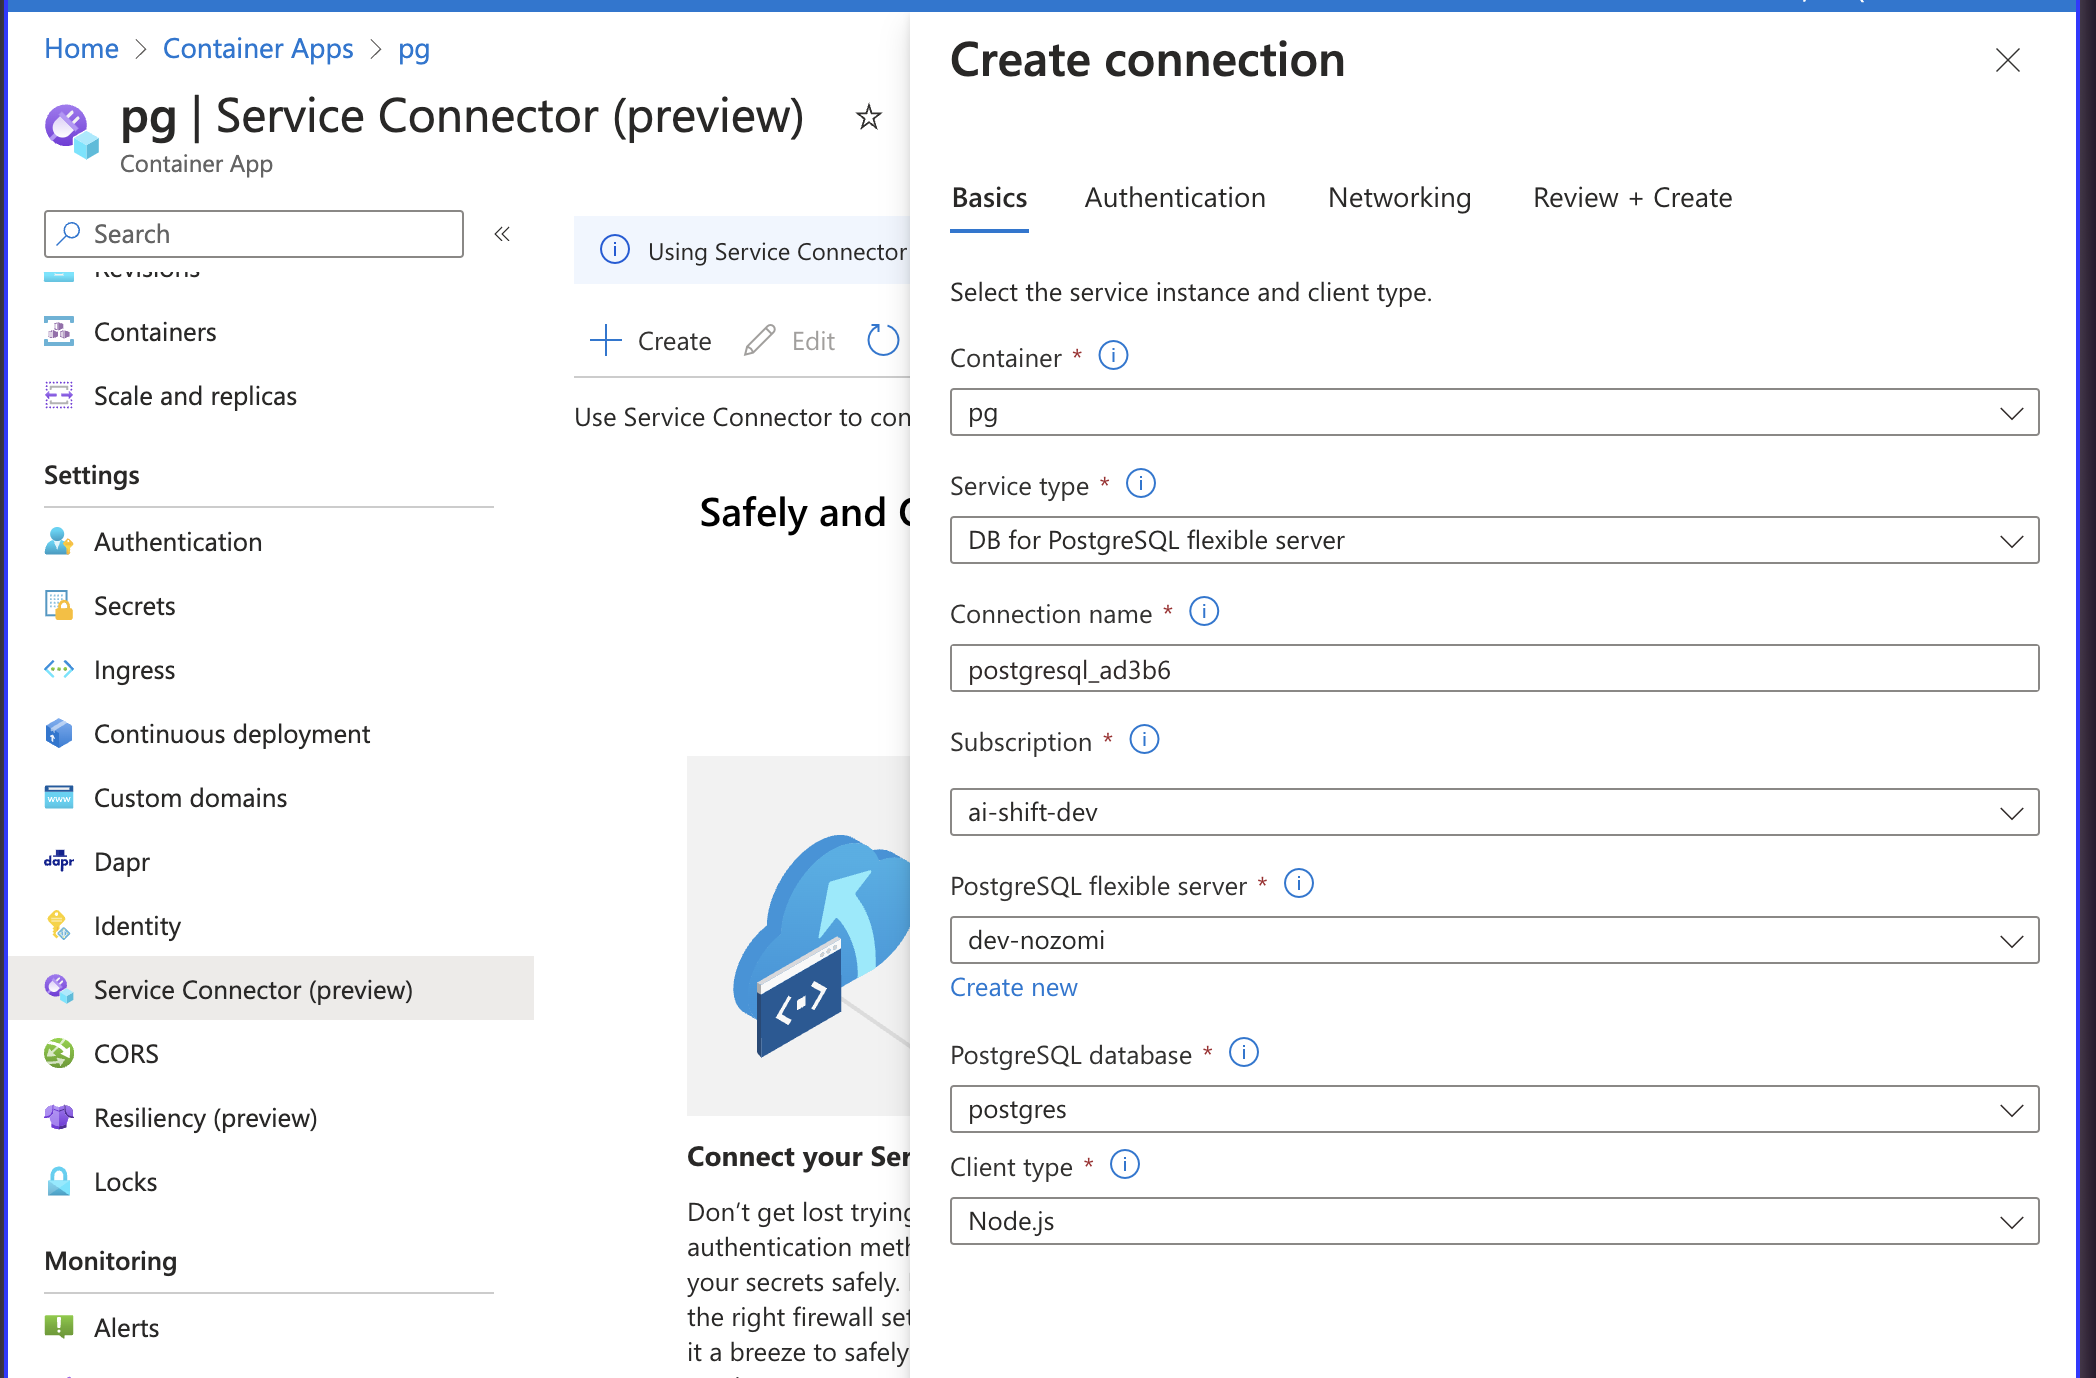 Home > Container Apps > pg
pg | Service Connector (preview)
Container App
Search
Revisions
Containers
Scale and replicas
Settings
Authentication
Secrets
Ingress
Continuous deployment
Custom domains
Dapr
Identity
Service Connector (preview)
CORS
Resiliency (preview)
Locks
Monitoring
Alerts
Using Service Connector
Create
Edit
Use Service Connector to con
Safely and
Connect your Ser
Don't get lost trying
authentication meth
your secrets safely.
the right firewall set
it a breeze to safely
Create connection
Basics Authentication Networking Review + Create
Select the service instance and client type.
Container *
pg
Service type *
DB for PostgreSQL flexible server
Connection name *
postgresql_ad3b6
Subscription *
ai-shift-dev
PostgreSQL flexible server *
dev-nozomi
Create new
PostgreSQL database *
postgres
Client type *
Node.js